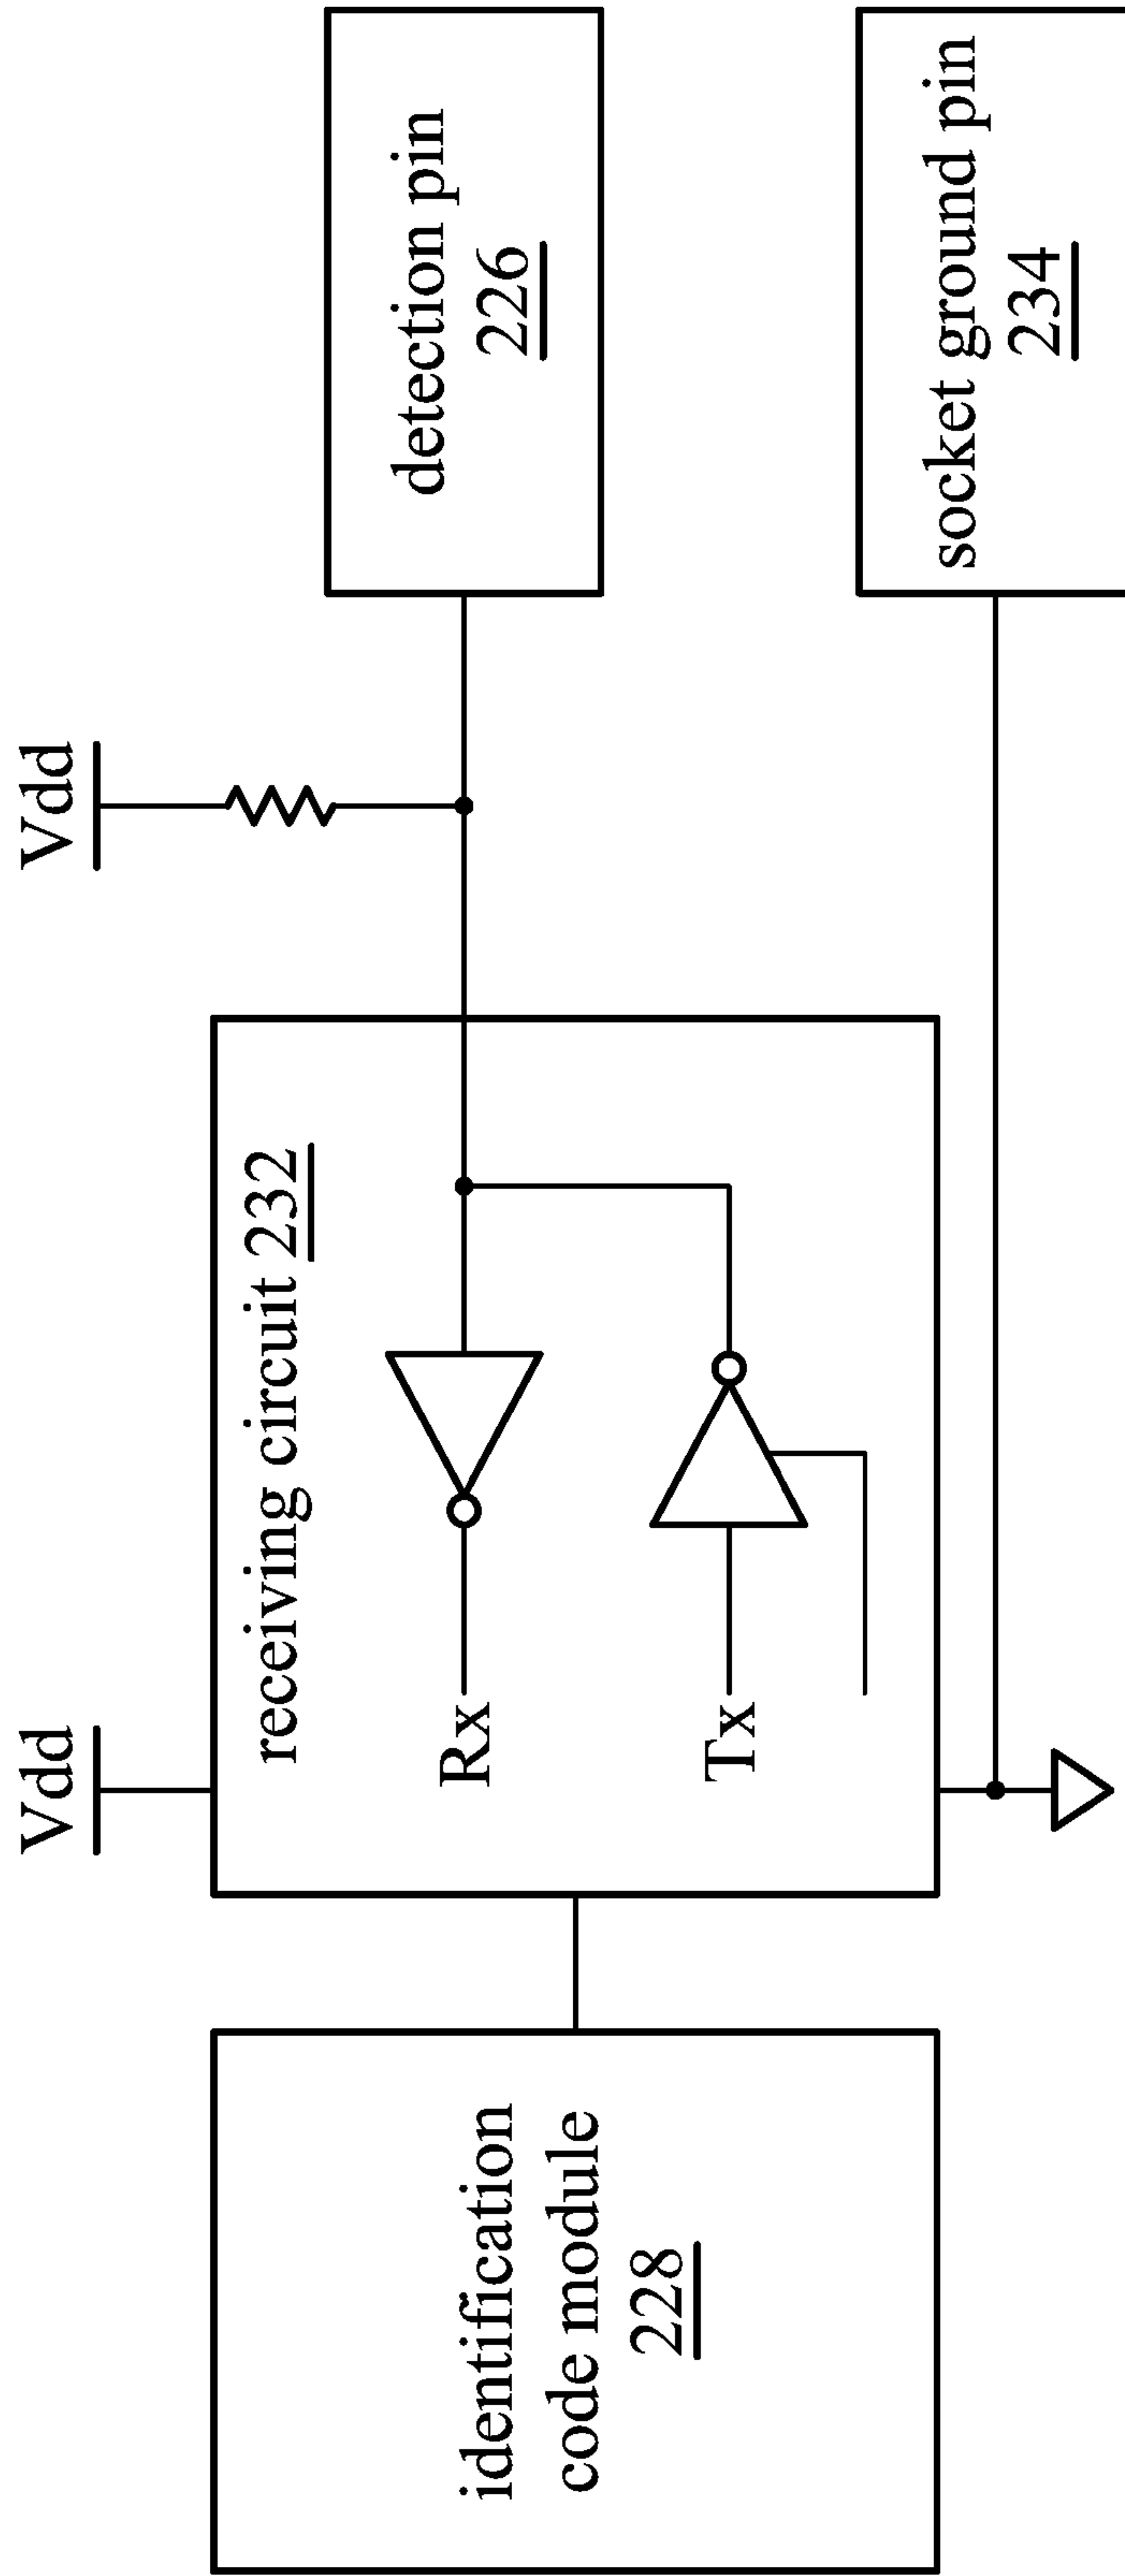 Vdd
Vdd
receiving circuit 232
Rx
Tx
identification
code module
228
detection pin
226
socket ground pin
234